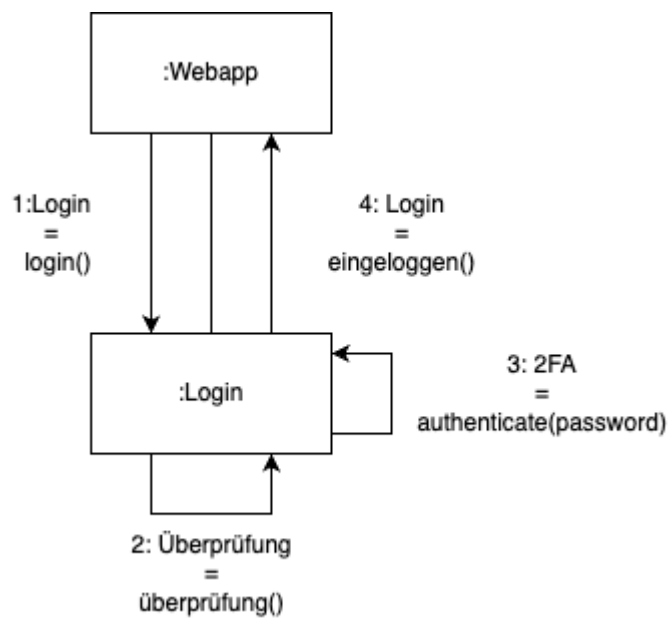 :Webapp
1:Login
=
login()
4: Login
=
eingeloggen()
:Login
3: 2FA
=
authenticate(password)
2: Überprüfung
=
überprüfung()